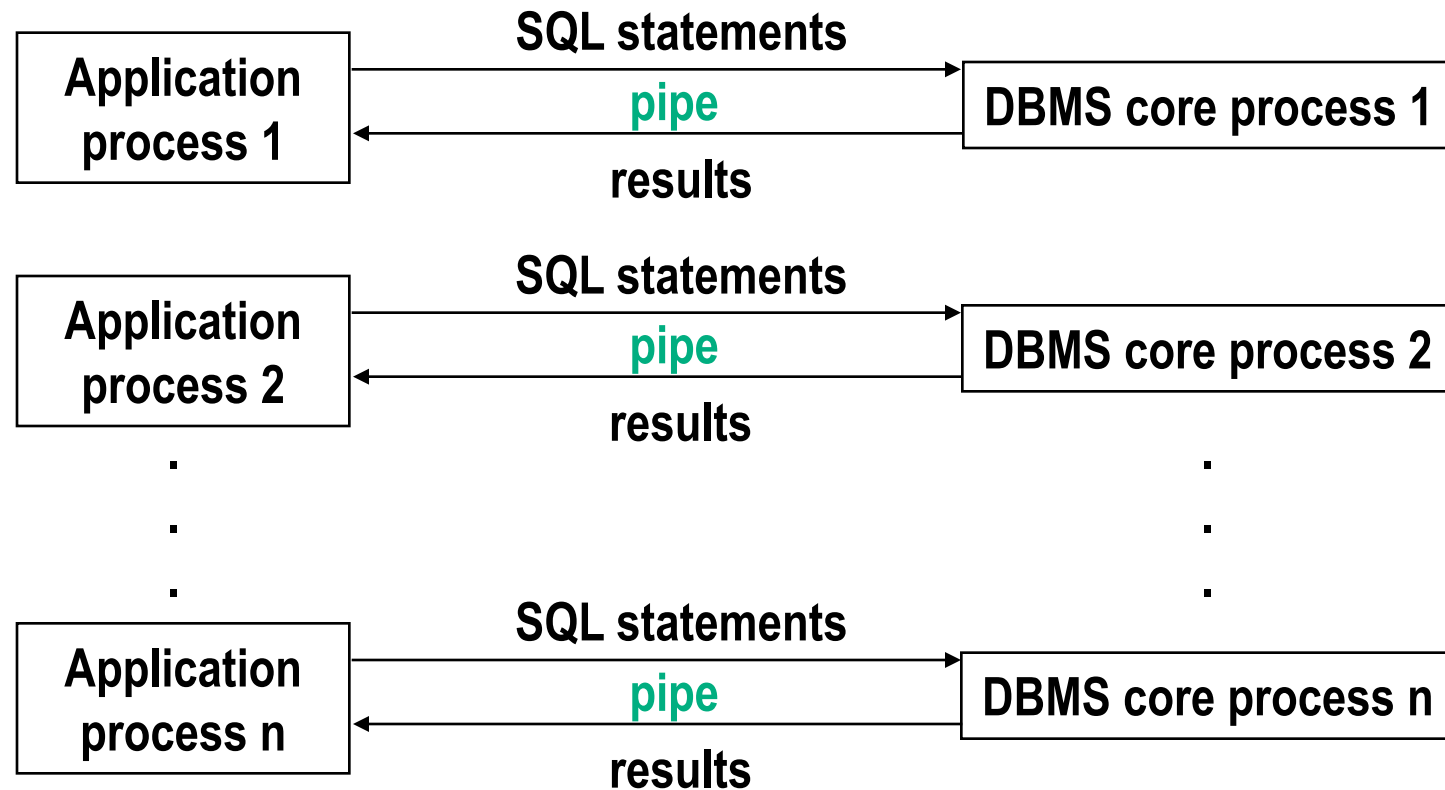 SQL statements
Application
process 1
pipe
DBMS core process 1
results
SQL statements
Application
process 2
pipe
DBMS core process 2
results
SQL statements
Application
process n
pipe
DBMS core process n
results